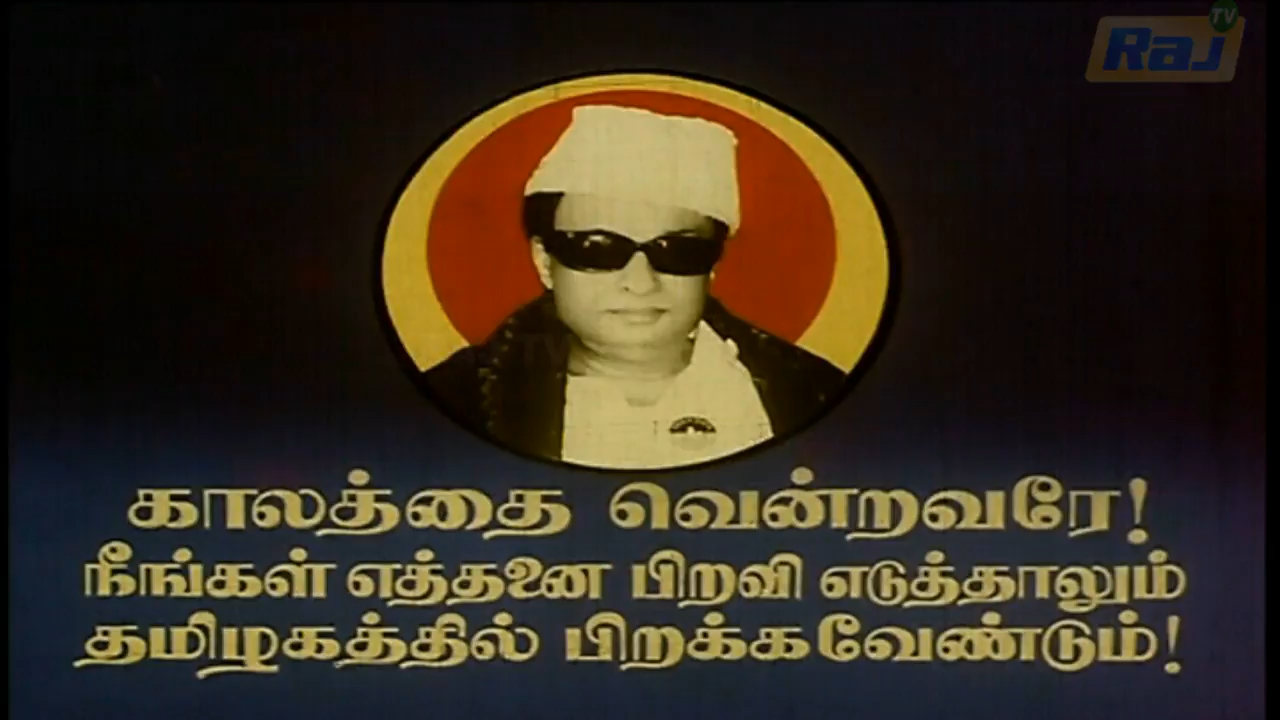 Raj TV
காலத்தை வென்றவரே!
நீங்கள் எத்தனை பிறவி எடுத்தாலும்
தமிழகத்தில் பிறக்கவேண்டும்!